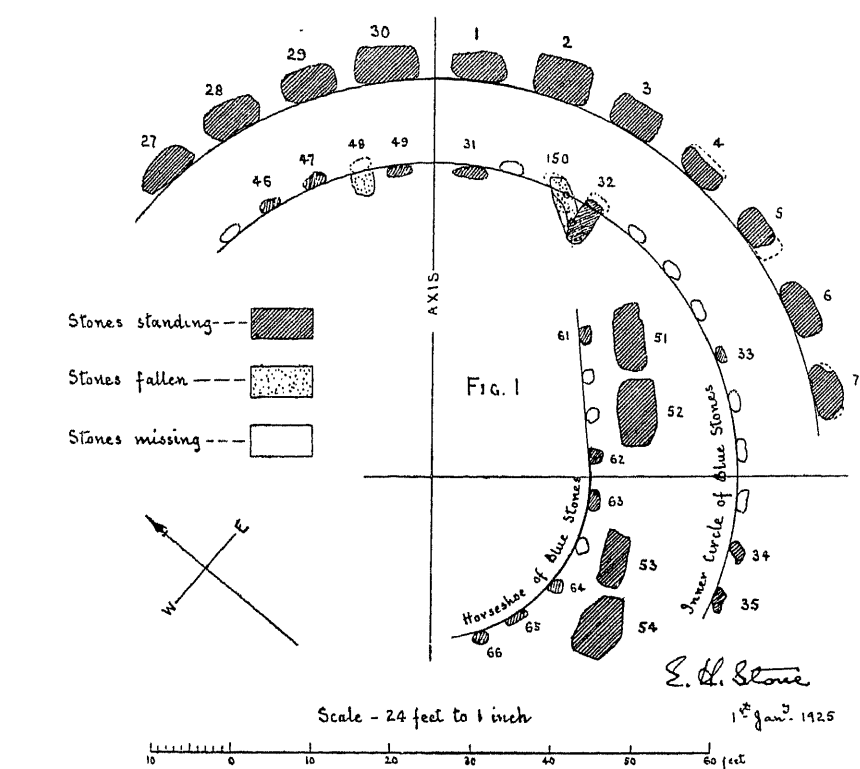 30
1
2
29
28
3
27
4
48
49
31
150
47
32
46
5
AXIS
6
Stones standing
61
51
33
7
Stones fallen
FIG. 1
52
Stones missing
62
63
Inner Circle of Blue Stones
Horseshoe of Blue Stones
E
W
53
34
64
35
65
54
66
E. H. Stone
Scale - 24 feet to 1 inch
1st Jany. 1925
10 0 10 20 30 40 50 60 feet